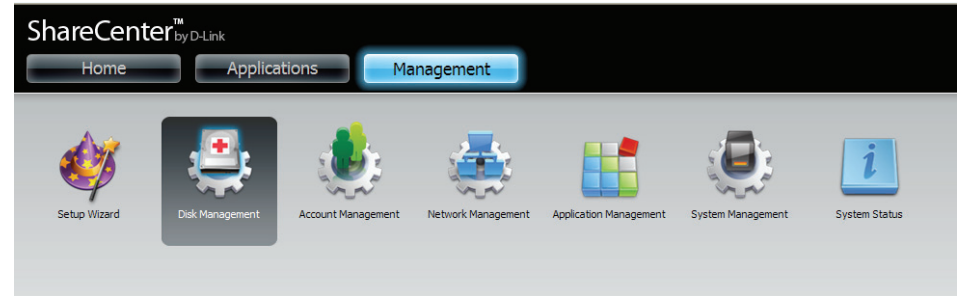 ShareCenter™ by D-Link
Home Applications Management
Setup Wizard Disk Management Account Management Network Management Application Management System Management System Status